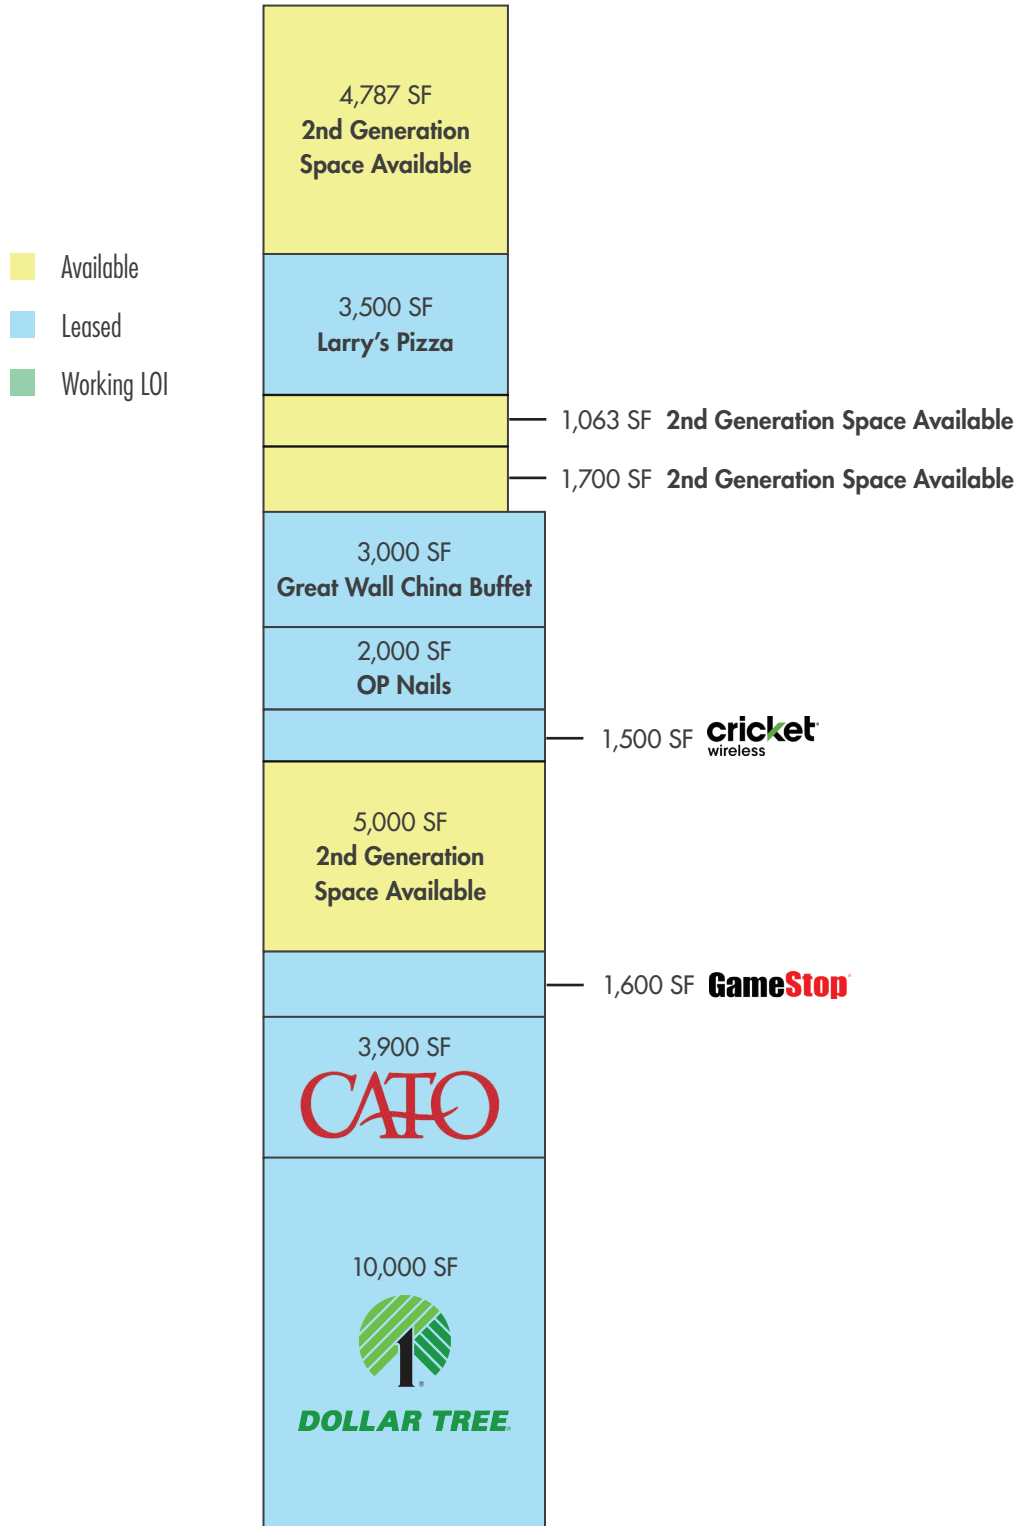 4,787 SF
2nd Generation
Space Available
Available
3,500 SF
Larry's Pizza
Leased
Working LOI
1,063 SF 2nd Generation Space Available
1,700 SF 2nd Generation Space Available
3,000 SF
Great Wall China Buffet
2,000 SF
OP Nails
1,500 SF cricket
wireless
5,000 SF
2nd Generation
Space Available
1,600 SF GameStop
3,900 SF
CATO
10,000 SF
1
®
DOLLAR TREE